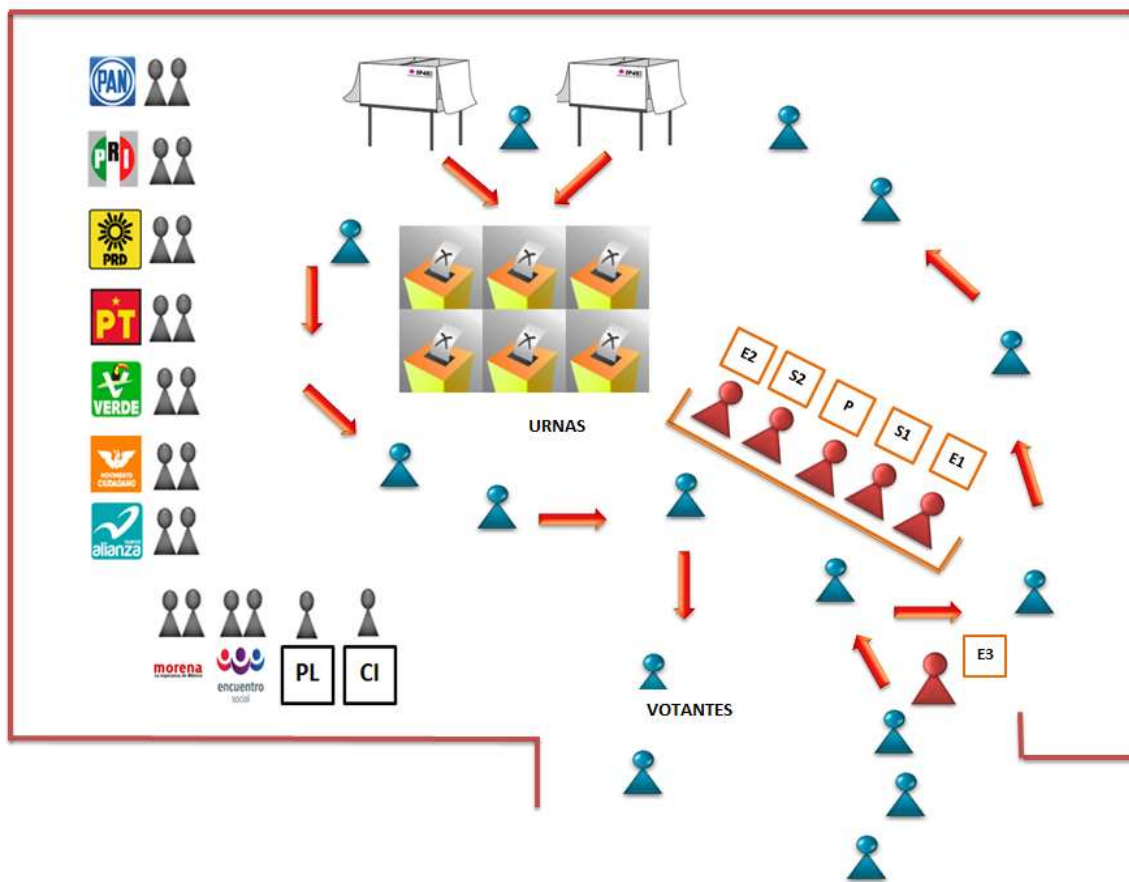 PAN
PRI
PRD
PT
VERDE
MOVIMIENTO
CIUDADANO
nueva
alianza
E2
S2
P
S1
E1
URNAS
E3
morena
La esperanza de México
encuentro
social
PL
CI
VOTANTES